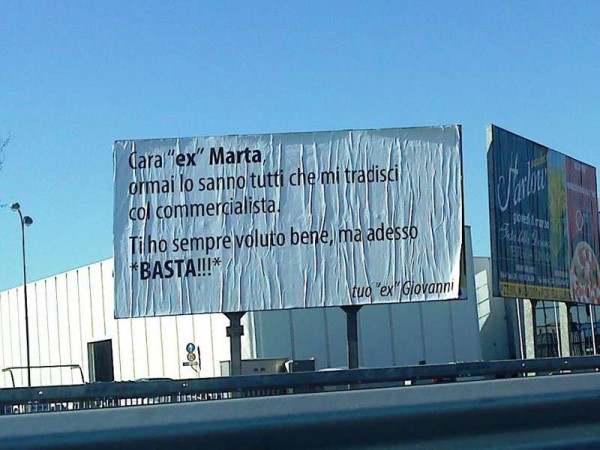 Cara "ex" Marta,
ormai lo sanno tutti che mi tradisci
col commercialista.
Ti ho sempre voluto bene, ma adesso
*BASTA!!!*
tuo "ex" Giovanni